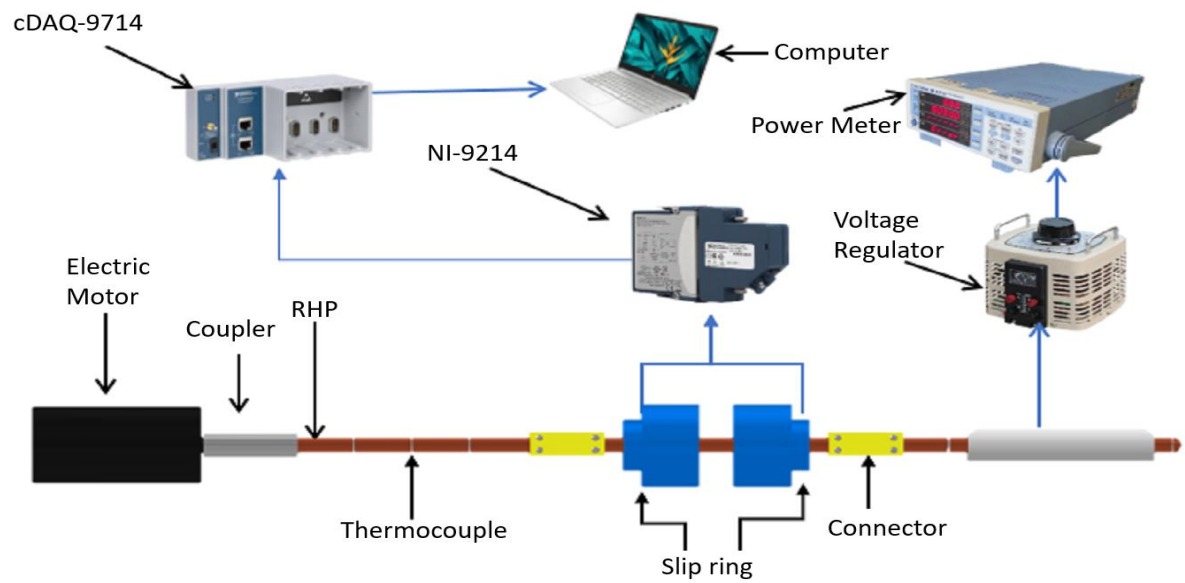 cDAQ-9714
Computer
Power Meter
NI-9214
Voltage
Regulator
Electric
Motor
RHP
Coupler
Thermocouple
Connector
Slip ring